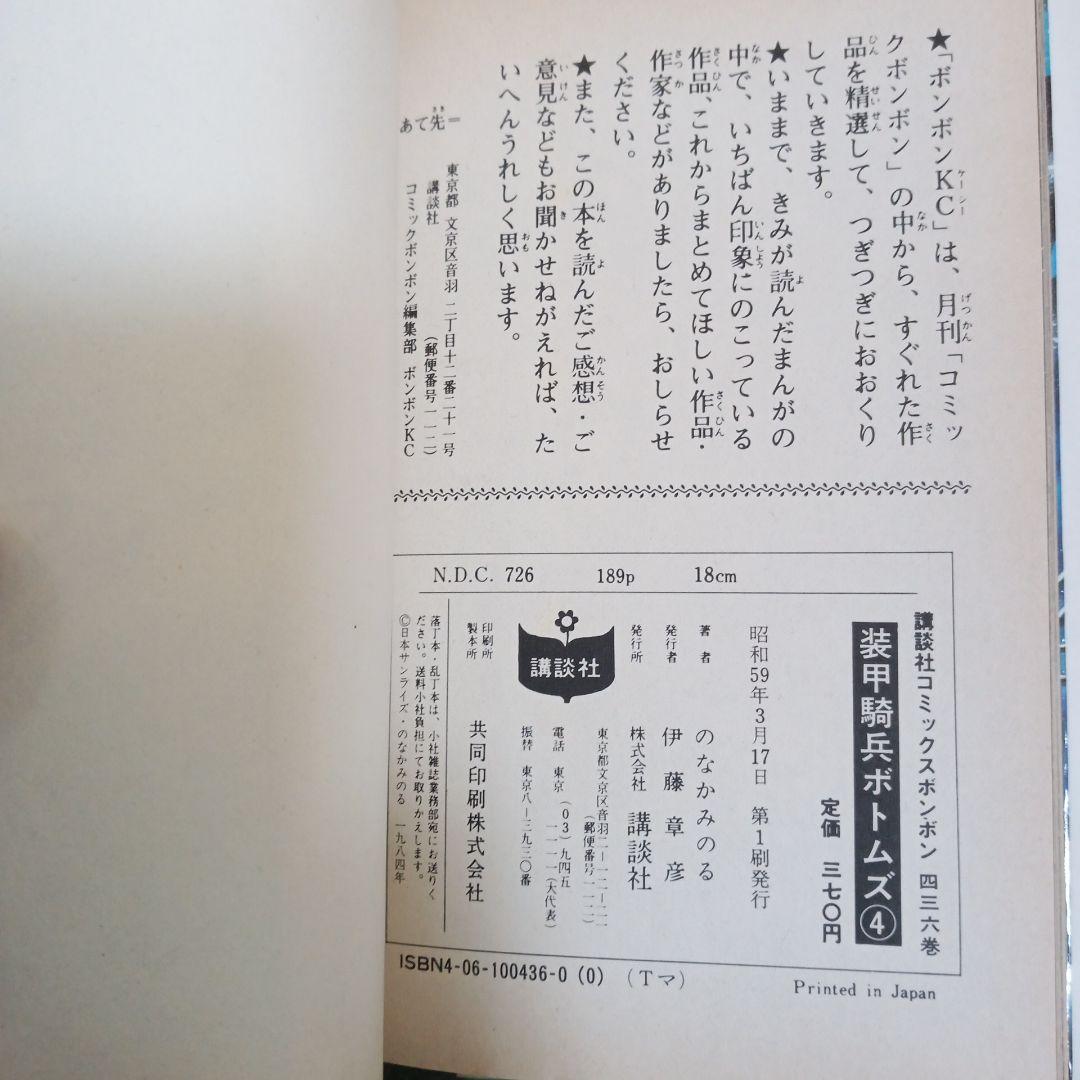 ★「ボンボンKC」は、月刊「コミッ
クボンボン」の中から、すぐれた作
品を精選して、つぎつぎにおおくり
していきます。
★いままで、きみが読んだまんがの
中で、いちばん印象にのこっている
作品、これからまとめてほしい作品・
作家などがありましたら、おしらせ
ください。
★また、この本を読んだご感想・ご
意見などもお聞かせねがえれば、た
いへんうれしく思います。
あて先=
東京都 文京区音羽 二丁目十二番二十一号
講談社 (郵便番号一一二)
コミックボンボン編集部 ボンボンKC
N.D.C. 726 189p 18cm
講談社コミックスボンボン 四三六巻
装甲騎兵ボトムズ④
定価 三七〇円
昭和59年3月17日 第1刷発行
著者 のなかみのる
発行者 伊藤章彦
発行所 株式会社 講談社
東京都文京区音羽二ー一二ー二一
(郵便番号一一二)
電話 東京 (03)九四五
一一一一(大代表)
振替 東京八ー三九三〇番
講談社
印刷所
製本所
共同印刷株式会社
落丁本・乱丁本は、小社雑誌業務部宛にお送りく
ださい。送料小社負担にてお取りかえします。
©日本サンライズ・のなかみのる 一九八四年
ISBN4-06-100436-0 (0) (Tマ)
Printed in Japan